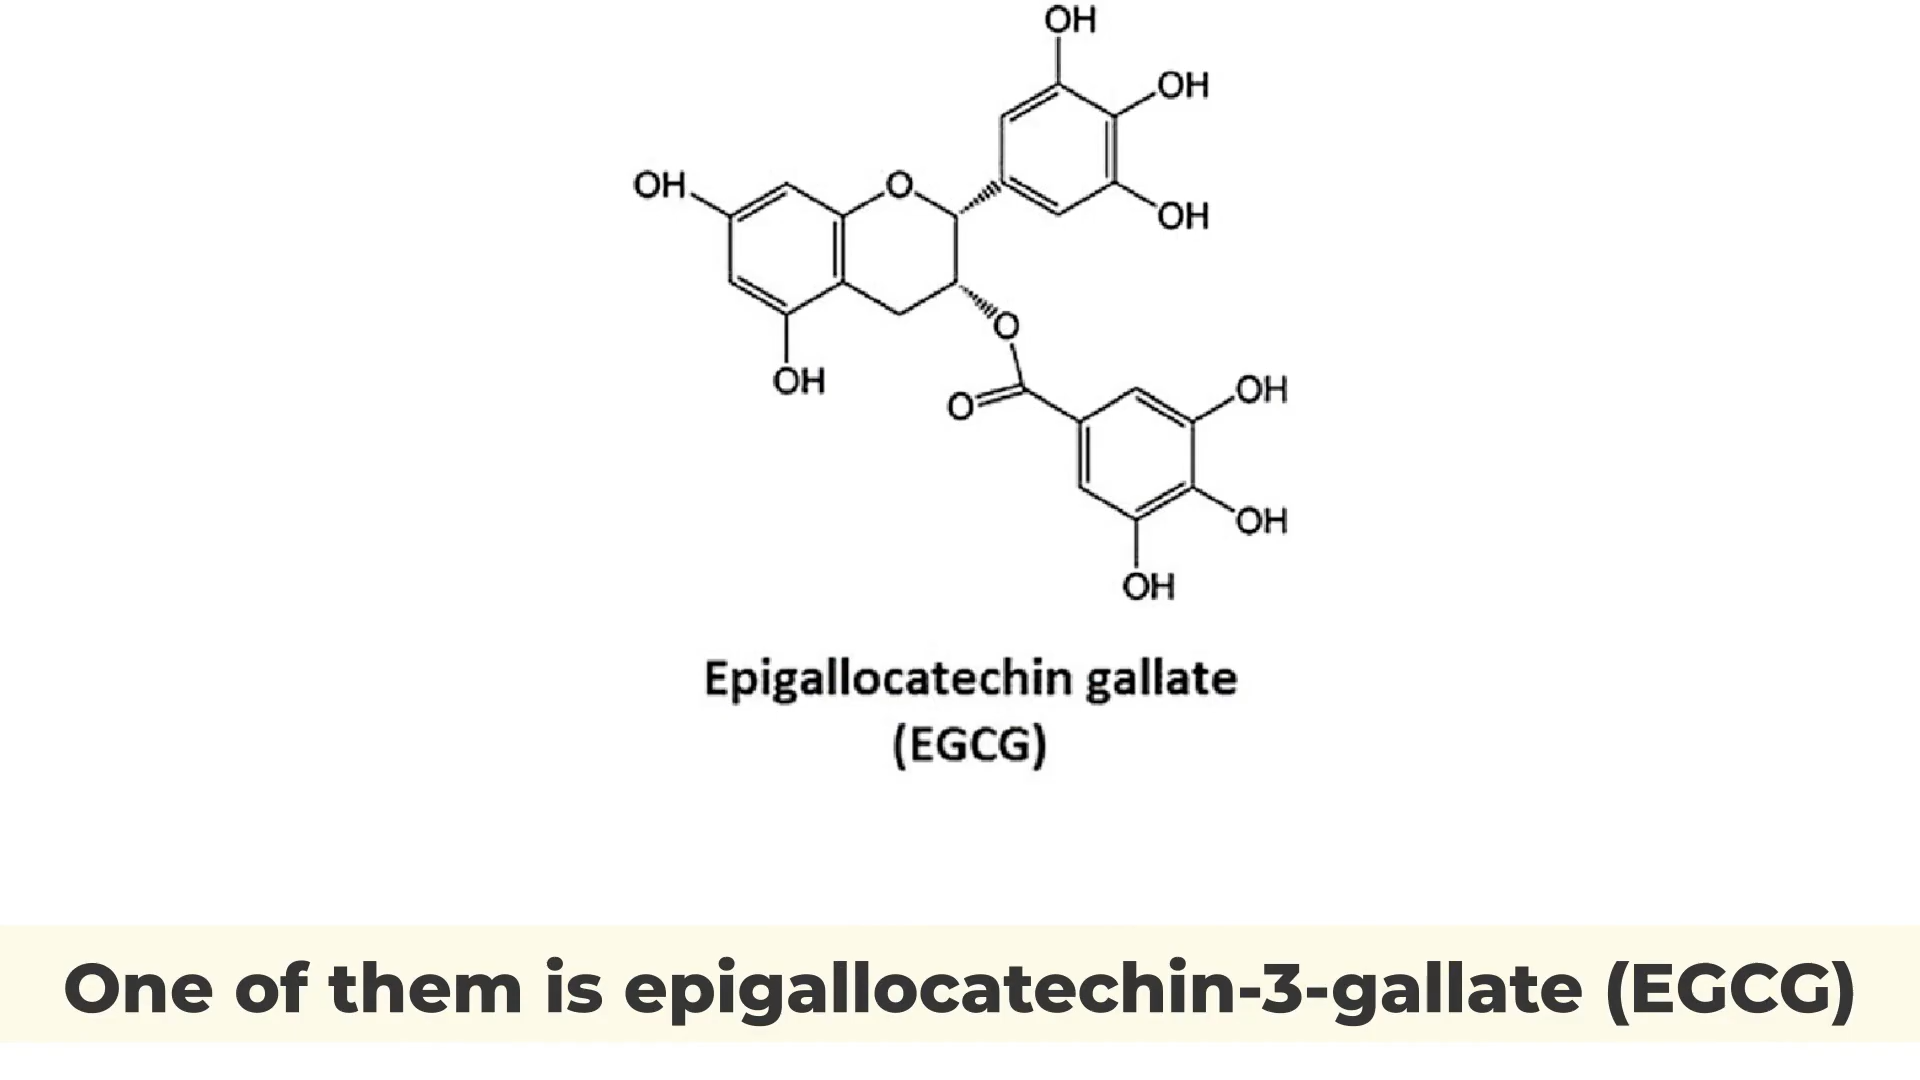 OH
OH
OH
O
OH
OH
O
OH
O
OH
OH
OH
Epigallocatechin gallate
(EGCG)
One of them is epigallocatechin-3-gallate (EGCG)